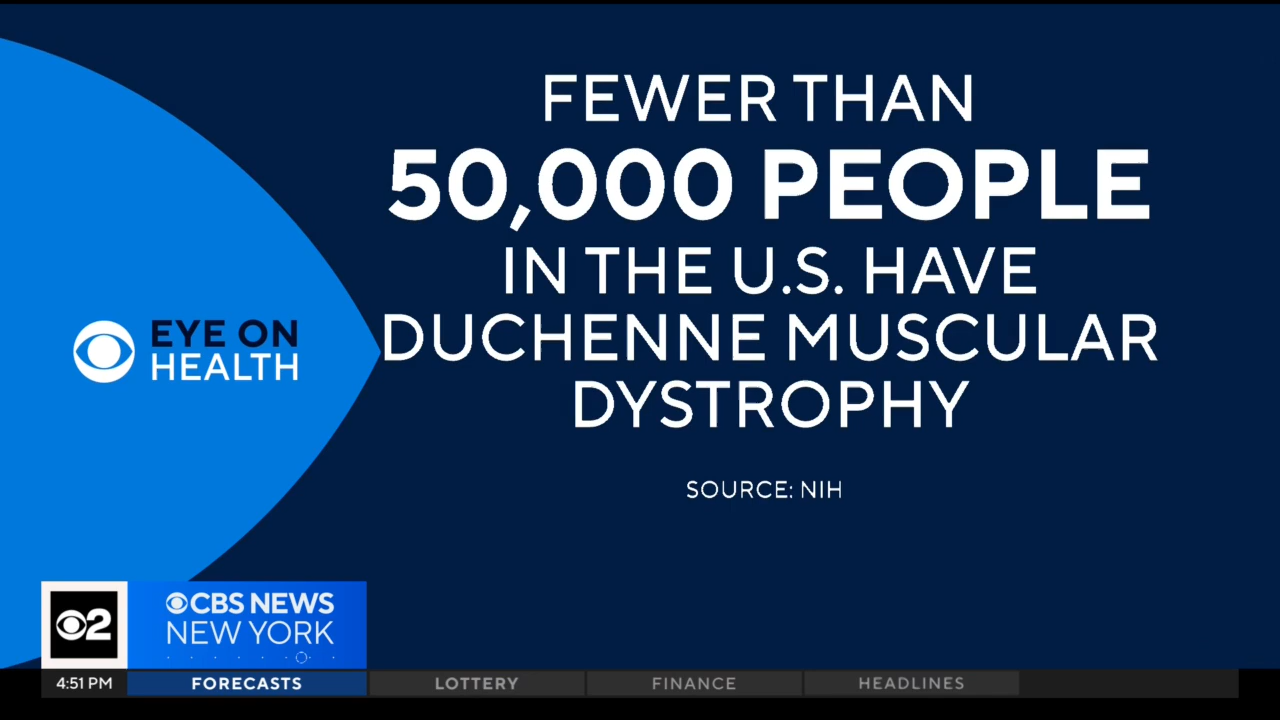 FEWER THAN
50,000 PEOPLE
IN THE U.S. HAVE
DUCHENNE MUSCULAR
DYSTROPHY
SOURCE: NIH
EYE ON
HEALTH
2
CBS NEWS
NEW YORK
4:51 PM
FORECASTS
LOTTERY
FINANCE
HEADLINES